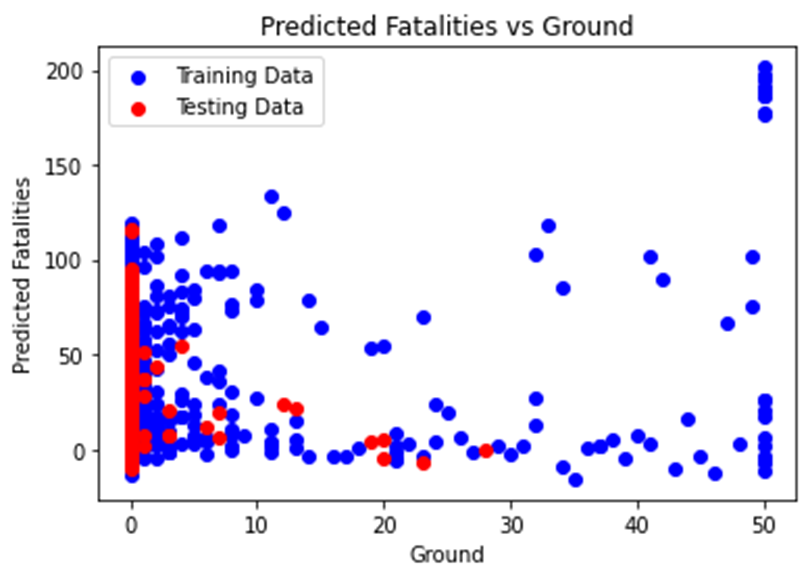 Predicted Fatalities vs Ground
Training Data
Testing Data
Predicted Fatalities
200
150
100
50
0
0 10 20 30 40 50
Ground